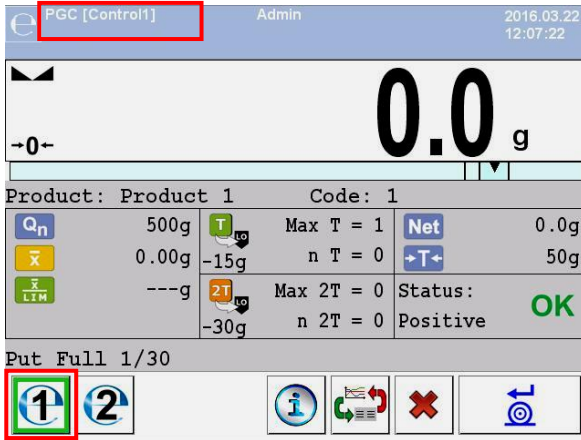 e PGC [Control1] Admin 2016.03.22
12:07:22
→0←
0.0 g
Product: Product 1 Code: 1
Qn 500g T LO -15g Max T = 1 Net 0.0g
x̄ 0.00g n T = 0 →T← 50g
x̄ LIM ---g 2T LO -30g Max 2T = 0 Status: OK
n 2T = 0 Positive
Put Full 1/30
1 2 i